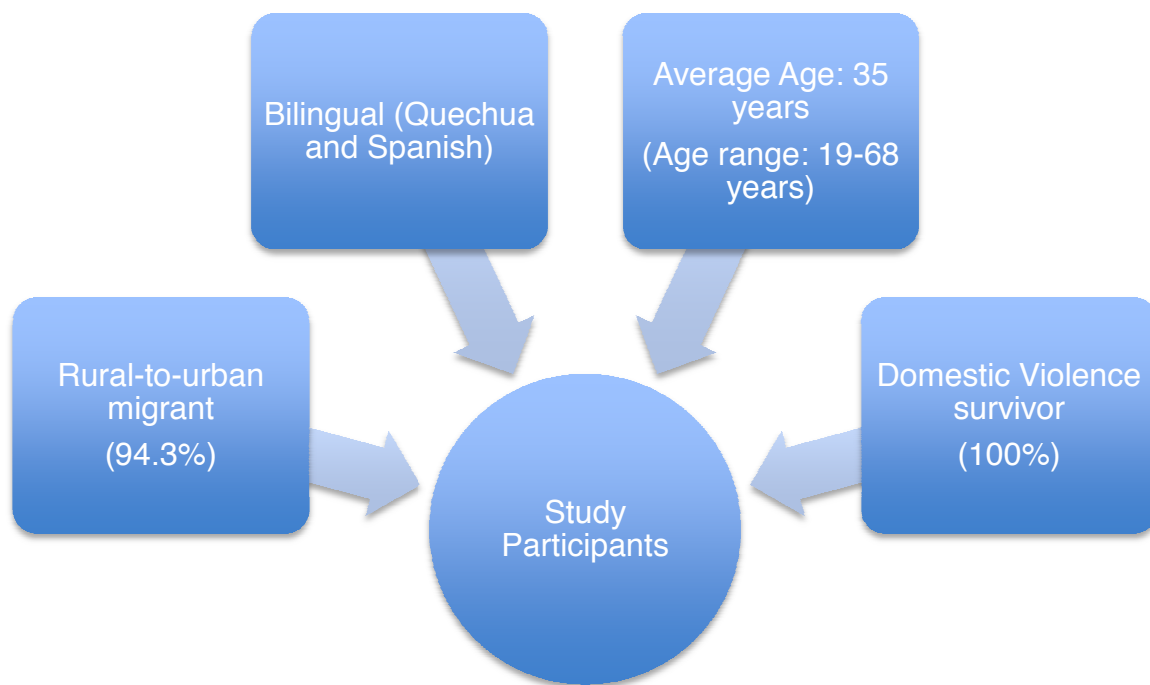 Bilingual (Quechua
and Spanish)
Average Age: 35
years
(Age range: 19-68
years)
Rural-to-urban
migrant
(94.3%)
Domestic Violence
survivor
(100%)
Study
Participants